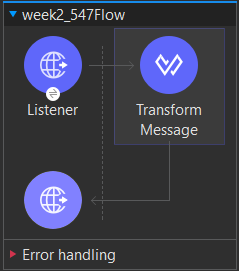 week2_547Flow
Listener
Transform
Message
Error handling